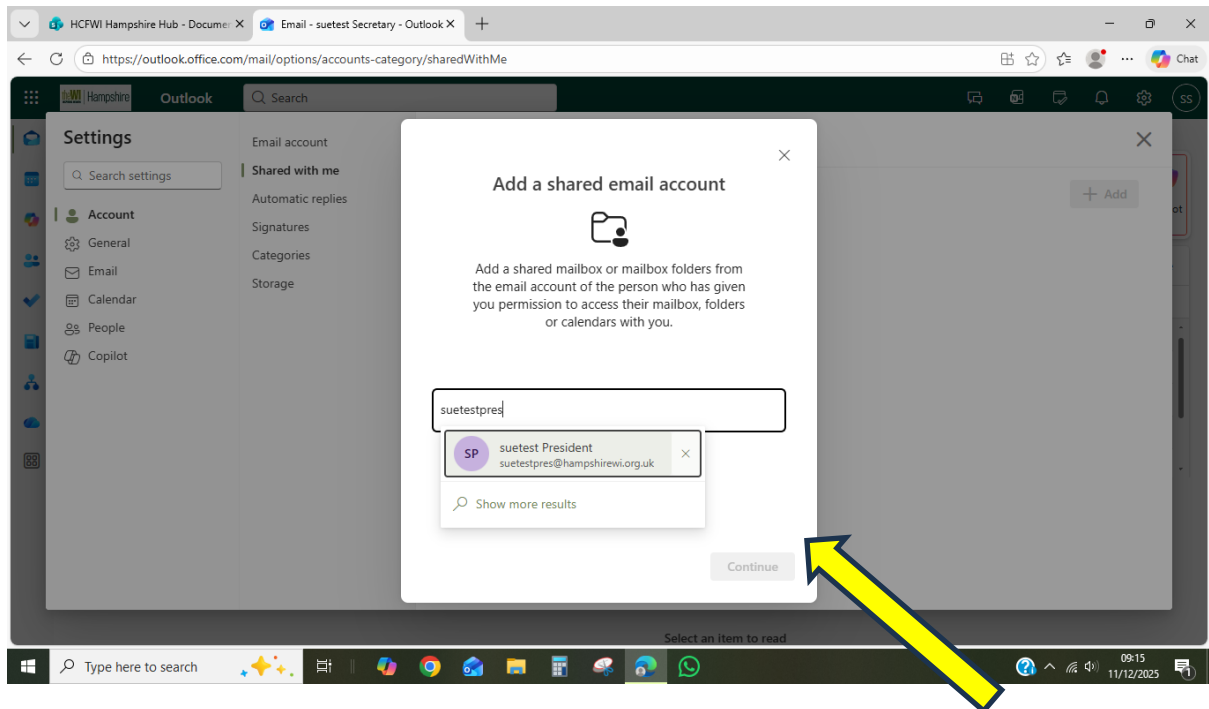 HCFWI Hampshire Hub - Documen
Email - suetest Secretary - Outlook
https://outlook.office.com/mail/options/accounts-category/sharedWithMe
Chat
theWI Hampshire
Outlook
Search
SS
Settings
Search settings
Account
General
Email
Calendar
People
Copilot
Email account
Shared with me
Automatic replies
Signatures
Categories
Storage
+ Add
ot
Add a shared email account
Add a shared mailbox or mailbox folders from
the email account of the person who has given
you permission to access their mailbox, folders
or calendars with you.
suetestpres
SP
suetest President
suetestpres@hampshirewi.org.uk
Show more results
Continue
Select an item to read
Type here to search
09:15
11/12/2025
1